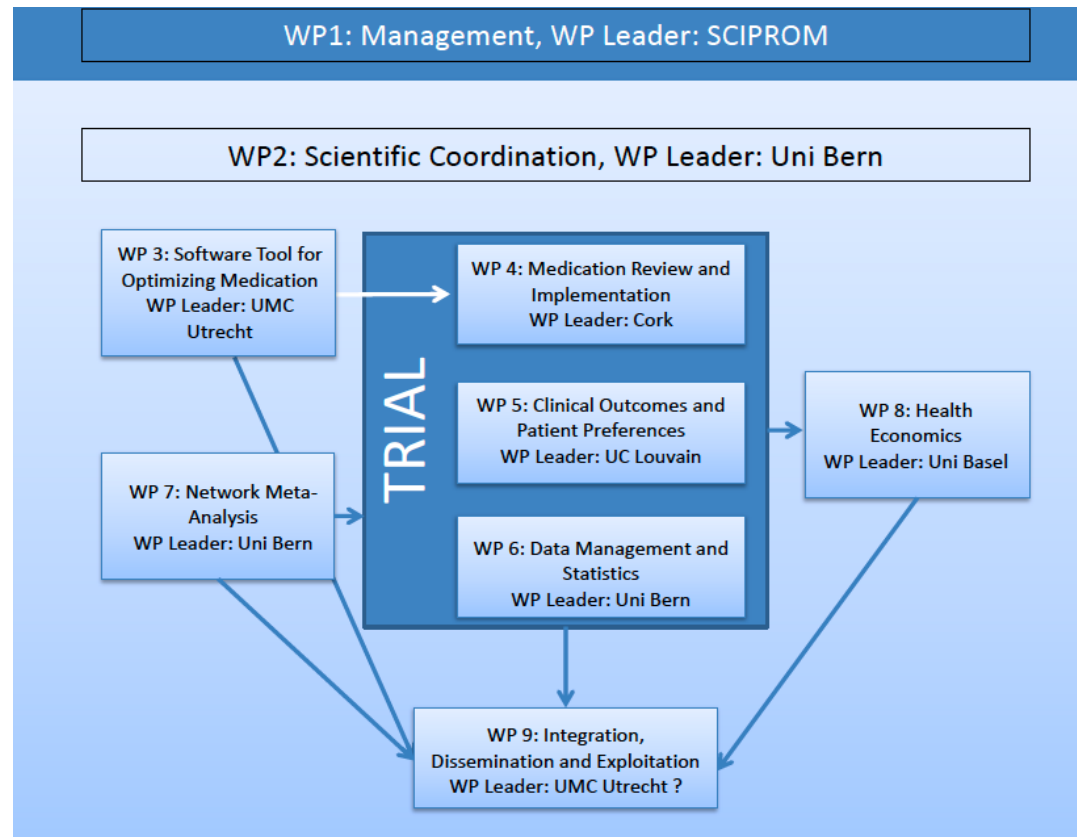 WP1: Management, WP Leader: SCIPROM
WP2: Scientific Coordination, WP Leader: Uni Bern
WP 3: Software Tool for
Optimizing Medication
WP Leader: UMC
Utrecht
TRIAL
WP 4: Medication Review and
Implementation
WP Leader: Cork
WP 5: Clinical Outcomes and
Patient Preferences
WP Leader: UC Louvain
WP 6: Data Management and
Statistics
WP Leader: Uni Bern
WP 7: Network Meta-
Analysis
WP Leader: Uni Bern
WP 8: Health
Economics
WP Leader: Uni Basel
WP 9: Integration,
Dissemination and Exploitation
WP Leader: UMC Utrecht ?